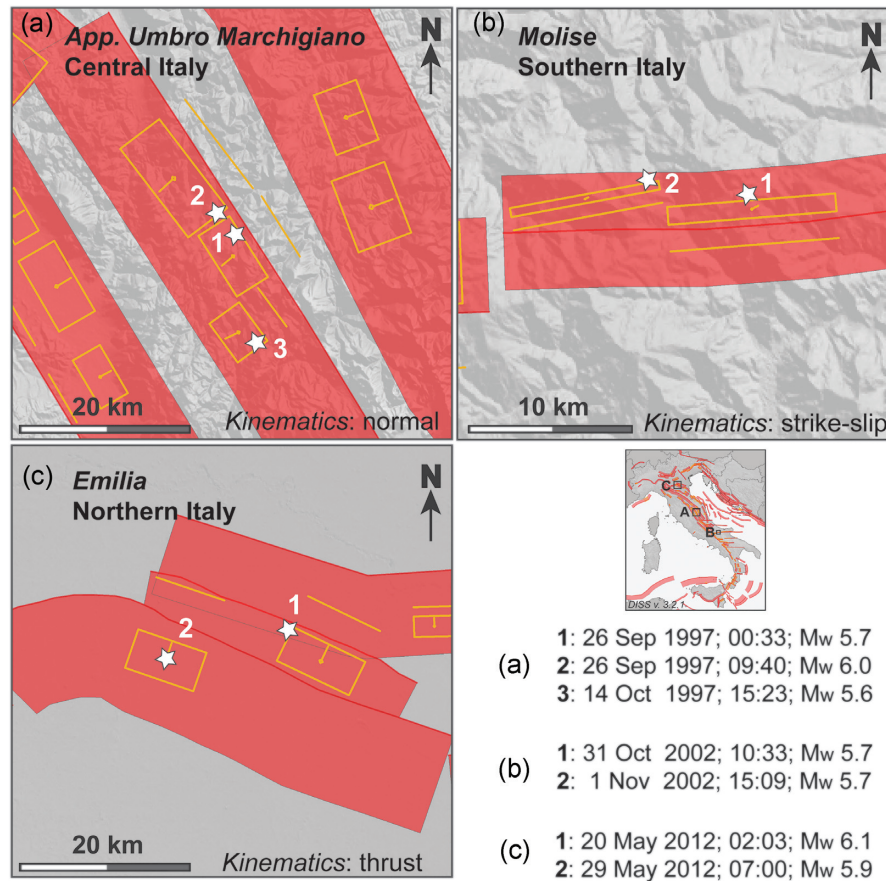 (a)
App. Umbro Marchigiano
Central Italy
N
2
1
3
20 km
Kinematics: normal
(b)
Molise
Southern Italy
N
2
1
10 km
Kinematics: strike-slip
(c)
Emilia
Northern Italy
N
1
2
20 km
Kinematics: thrust
C
A
B
DISS v. 3.2.1
(a)
1: 26 Sep 1997; 00:33; Mw 5.7
2: 26 Sep 1997; 09:40; Mw 6.0
3: 14 Oct 1997; 15:23; Mw 5.6
(b)
1: 31 Oct 2002; 10:33; Mw 5.7
2: 1 Nov 2002; 15:09; Mw 5.7
(c)
1: 20 May 2012; 02:03; Mw 6.1
2: 29 May 2012; 07:00; Mw 5.9